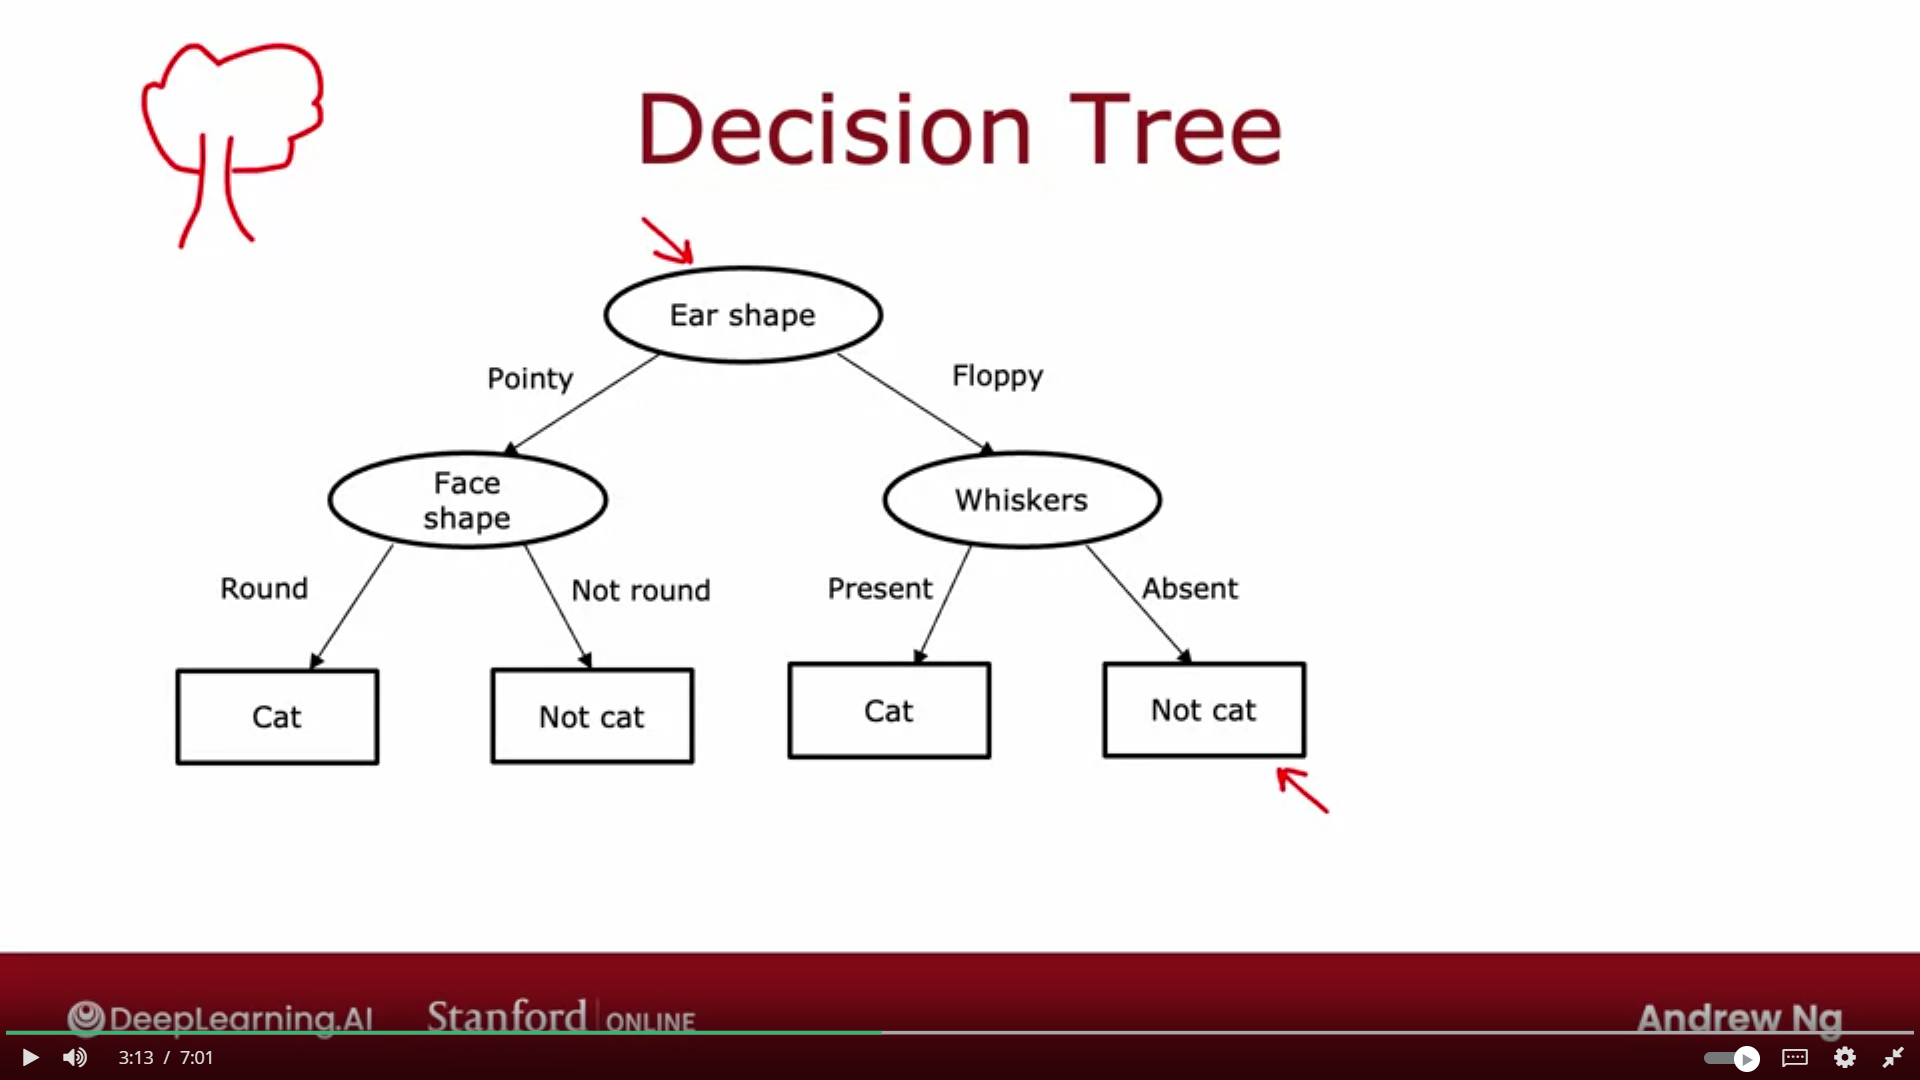 Decision Tree
Ear shape
Pointy
Floppy
Face
shape
Whiskers
Round
Not round
Present
Absent
Cat
Not cat
Cat
Not cat
DeepLearning.AI
Stanford ONLINE
Andrew Ng
3:13 / 7:01